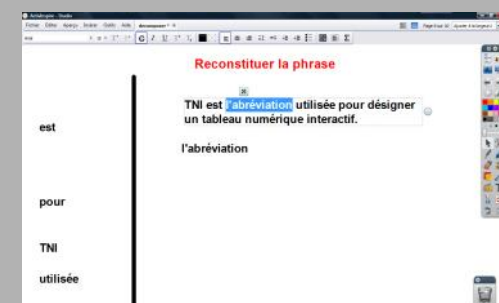 Reconstituer la phrase
TNI est l'abréviation utilisée pour désigner
un tableau numérique interactif.
est
l'abréviation
pour
TNI
utilisée